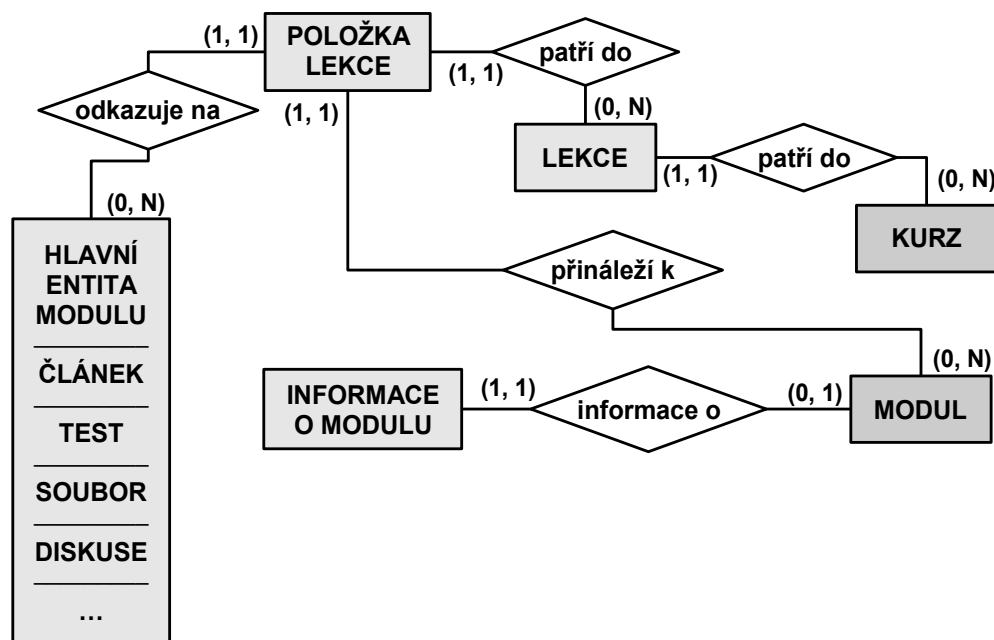 (1, 1)
POLOŽKA
LEKCE
(1, 1)
patří do
(1, 1)
odkazuje na
(0, N)
LEKCE
(1, 1)
patří do
(0, N)
KURZ
(0, N)
HLAVNÍ
ENTITA
MODULU
ČLÁNEK
TEST
SOUBOR
DISKUSE
...
přináleží k
(0, N)
INFORMACE
O MODULU
(1, 1)
informace o
(0, 1)
MODUL